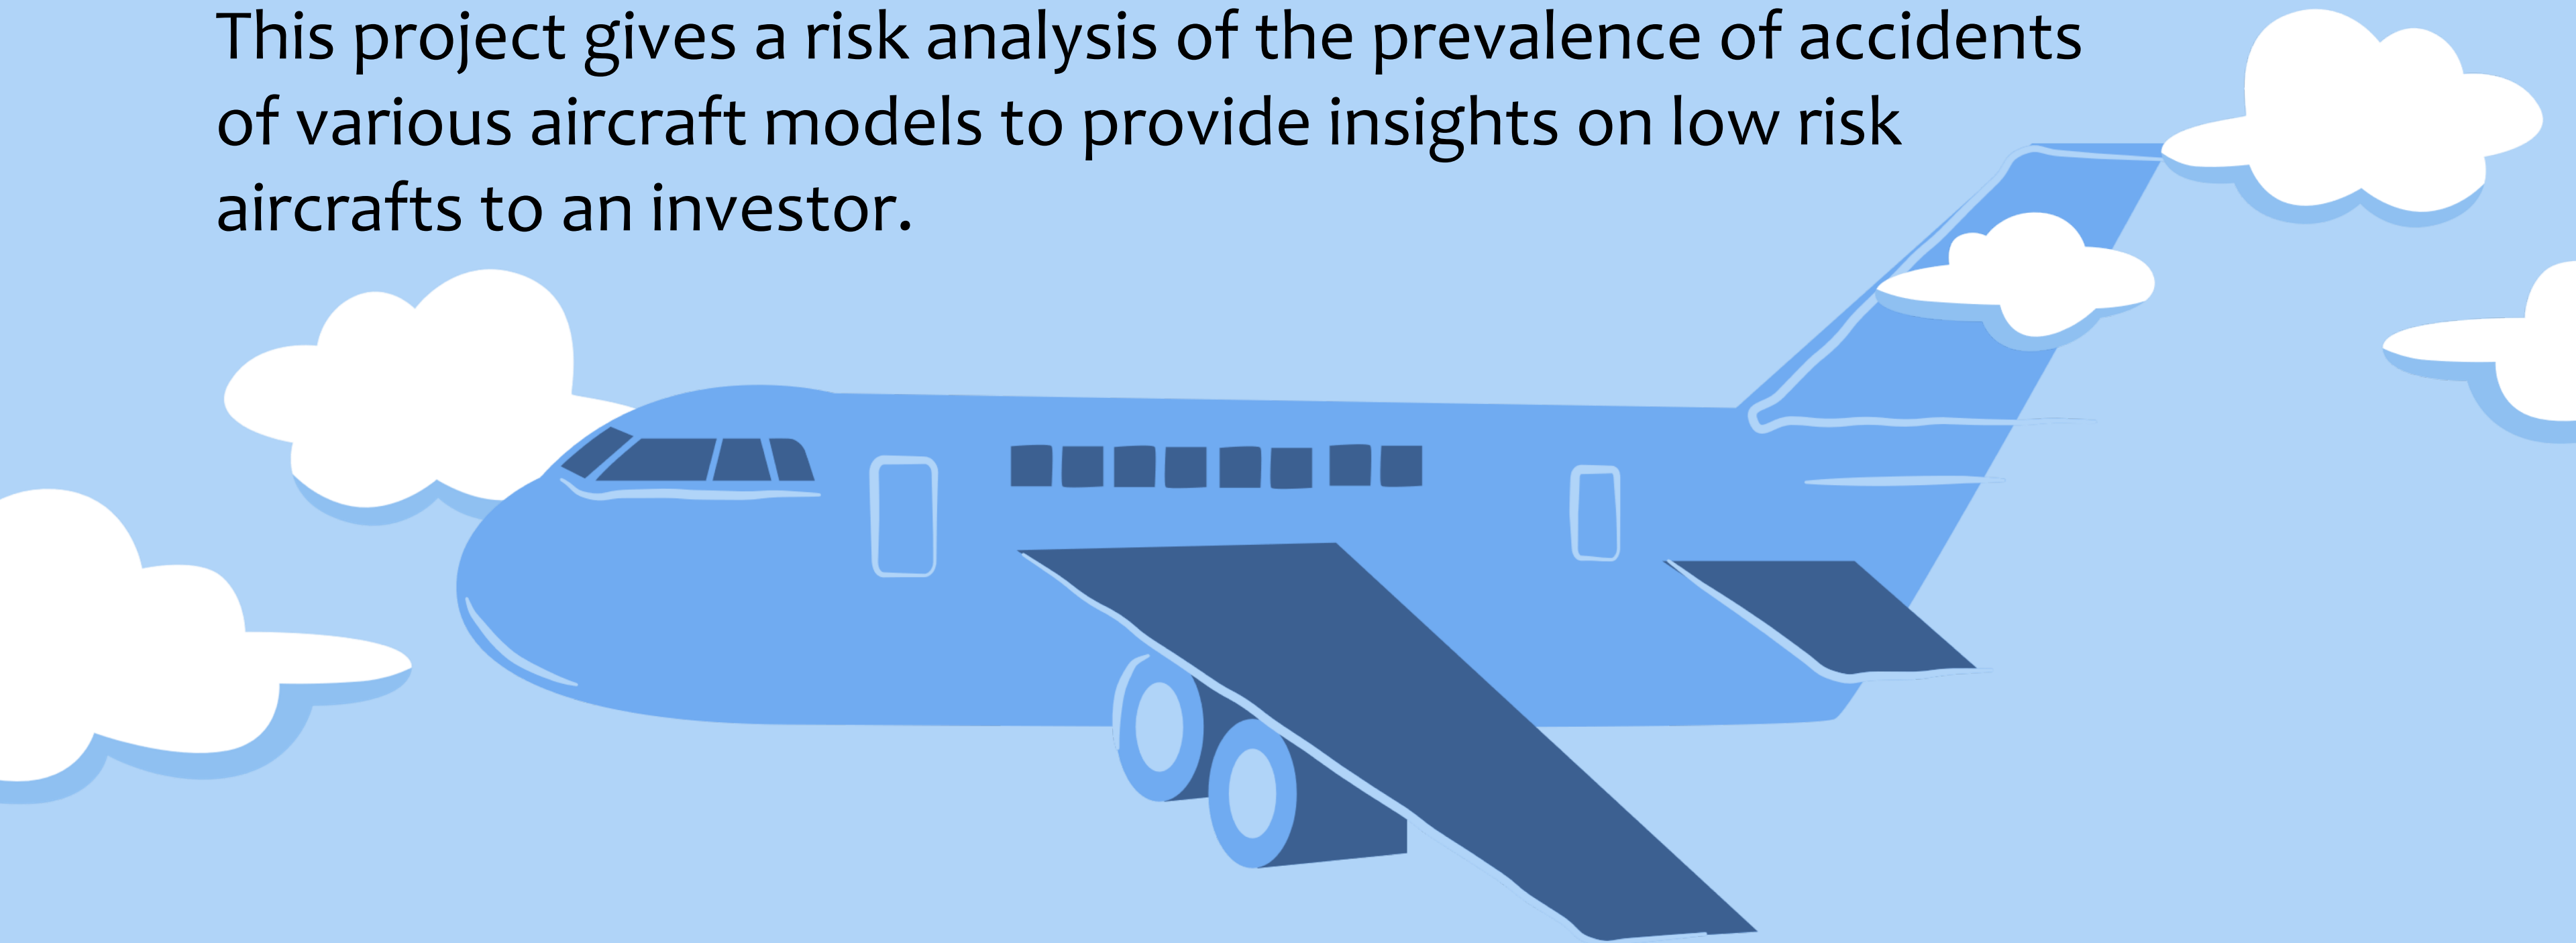 This project gives a risk analysis of the prevalence of accidents
of various aircraft models to provide insights on low risk
aircrafts to an investor.